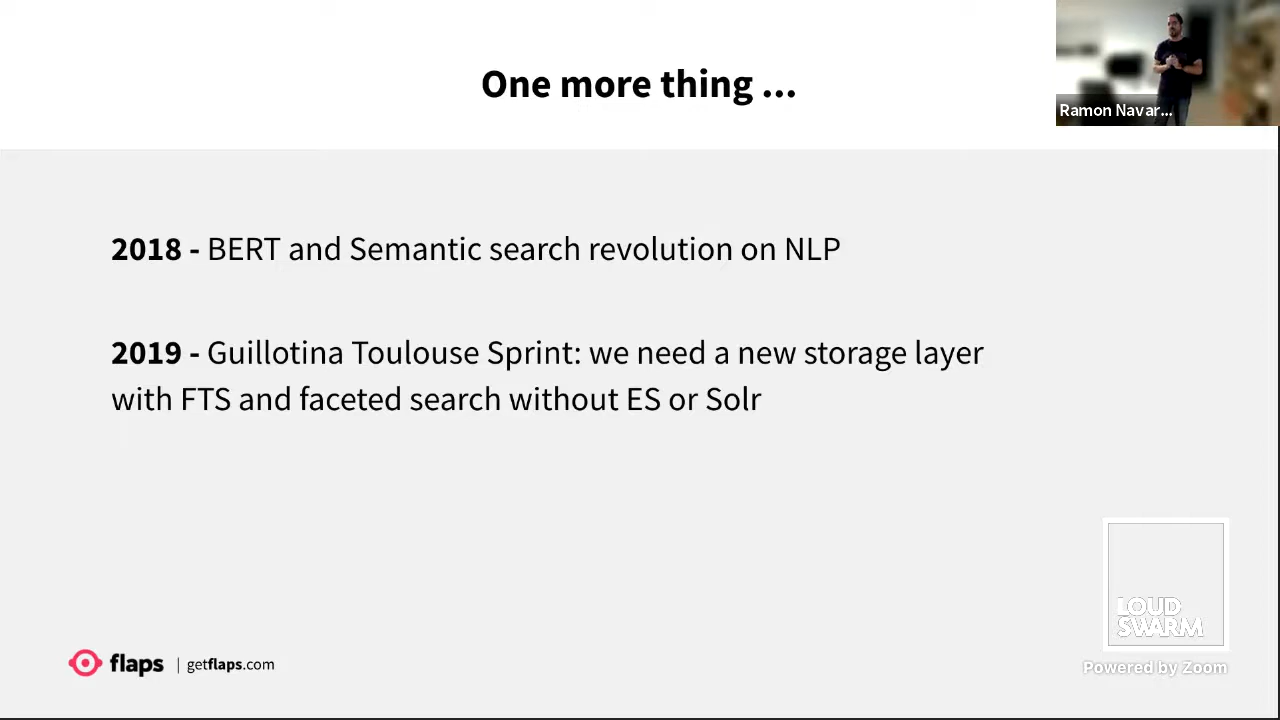 One more thing ...
Ramon Navar...
2018 - BERT and Semantic search revolution on NLP
2019 - Guillotina Toulouse Sprint: we need a new storage layer
with FTS and faceted search without ES or Solr
LOUD
SWARM
flaps | getflaps.com
Powered by Zoom